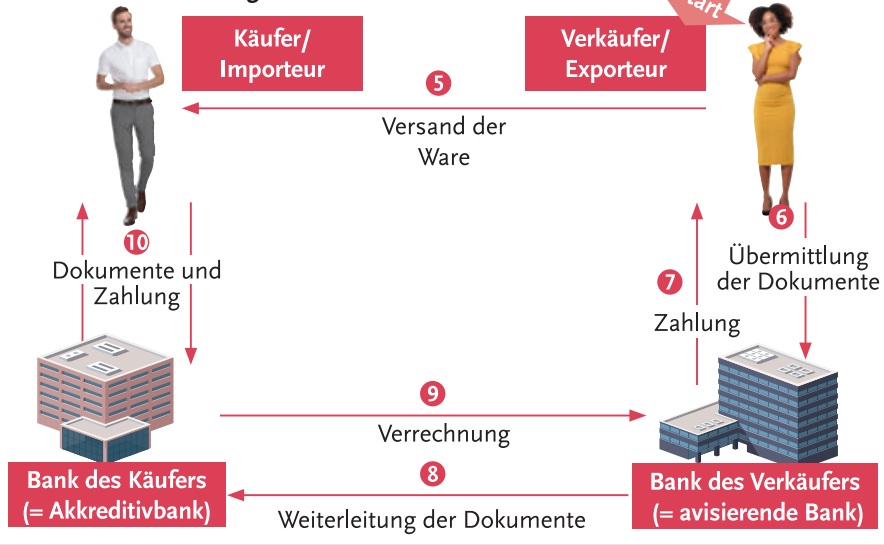 tart
Käufer/
Importeur
Verkäufer/
Exporteur
5
Versand der
Ware
6
Übermittlung
der Dokumente
7
Zahlung
10
Dokumente und
Zahlung
9
Verrechnung
8
Weiterleitung der Dokumente
Bank des Käufers
(= Akkreditivbank)
Bank des Verkäufers
(= avisierende Bank)